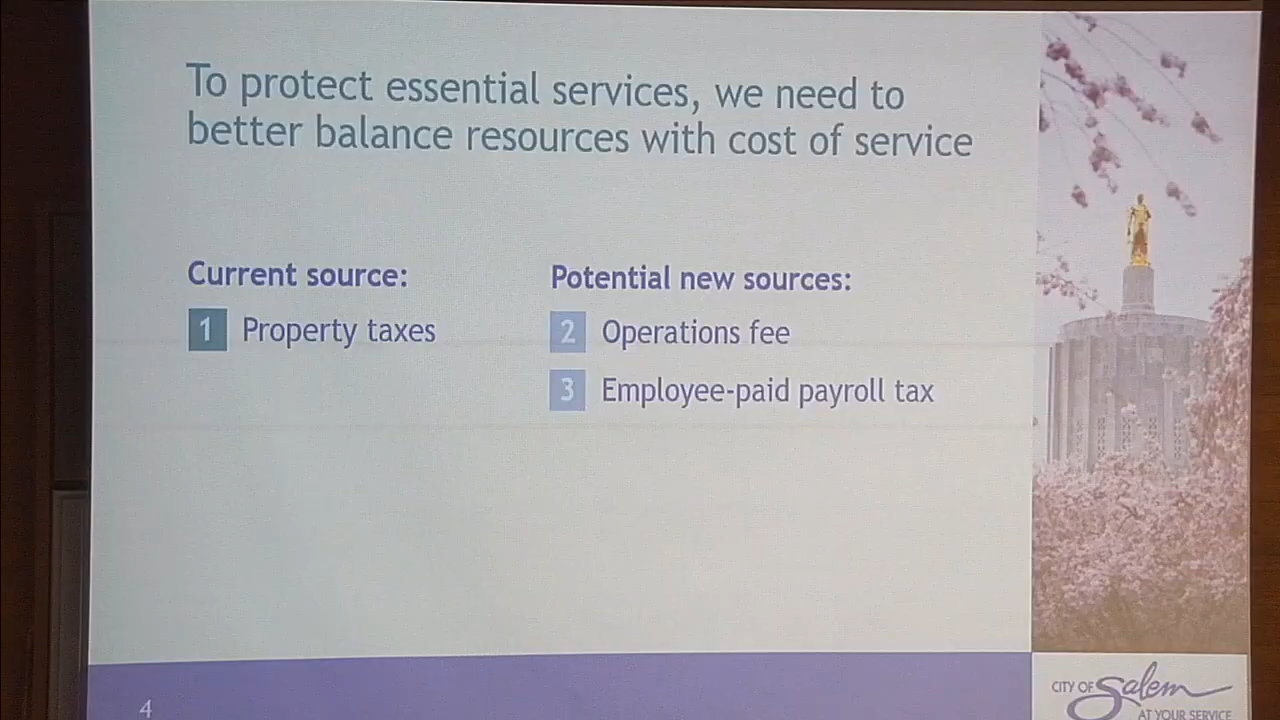 To protect essential services, we need to
better balance resources with cost of service
Current source:
1 Property taxes
Potential new sources:
2 Operations fee
3 Employee-paid payroll tax
4
CITY OF Salem
AT YOUR SERVICE